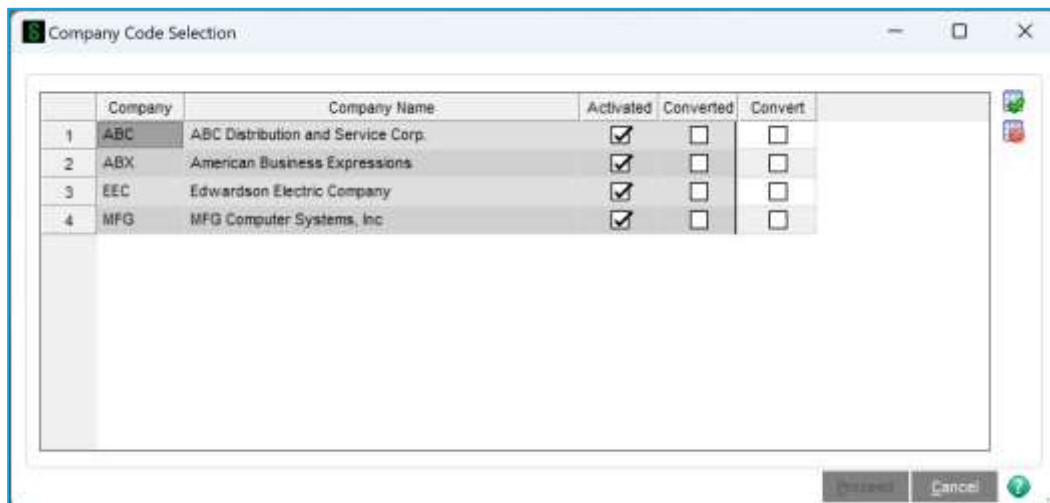 Company Code Selection
Company Company Name Activated Converted Convert
1 ABC ABC Distribution and Service Corp.
2 ABX American Business Expressions
3 EEC Edwardson Electric Company
4 MFG MFG Computer Systems, Inc
Proceed Cancel